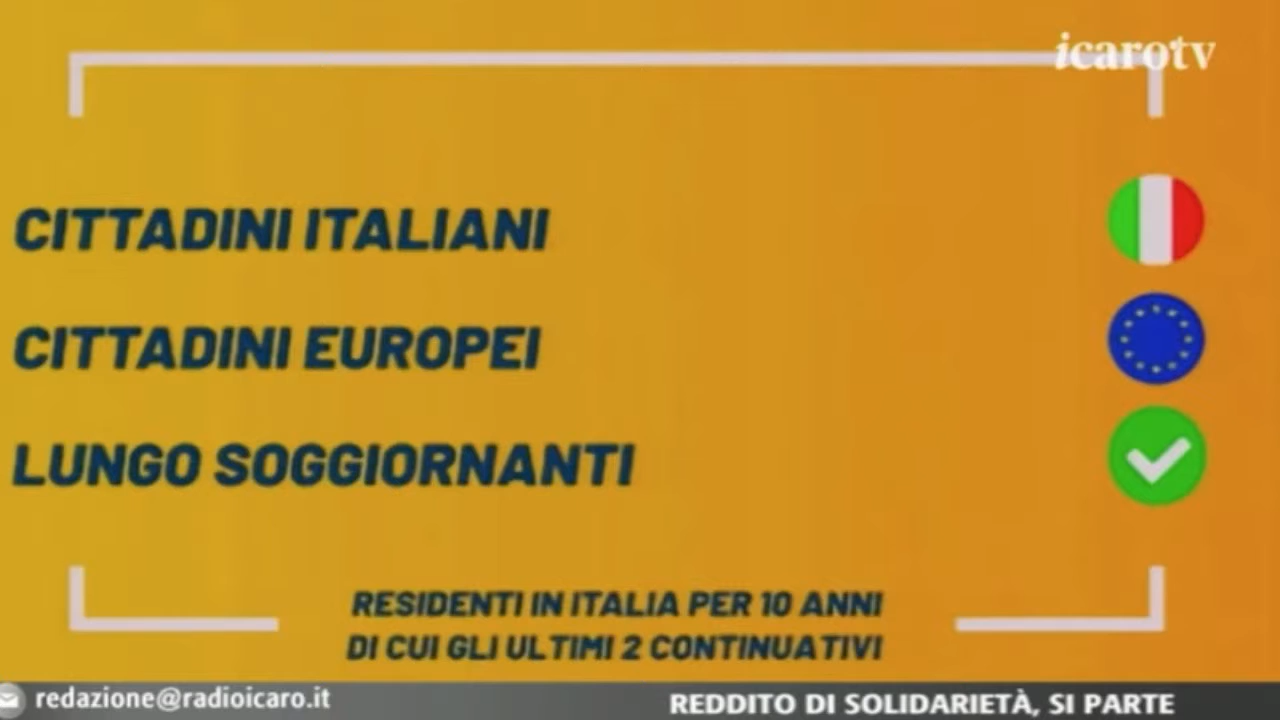 icarotv
CITTADINI ITALIANI
CITTADINI EUROPEI
LUNGO SOGGIORNANTI
RESIDENTI IN ITALIA PER 10 ANNI
DI CUI GLI ULTIMI 2 CONTINUATIVI
redazione@radioicaro.it
REDDITO DI SOLIDARIETÀ, SI PARTE